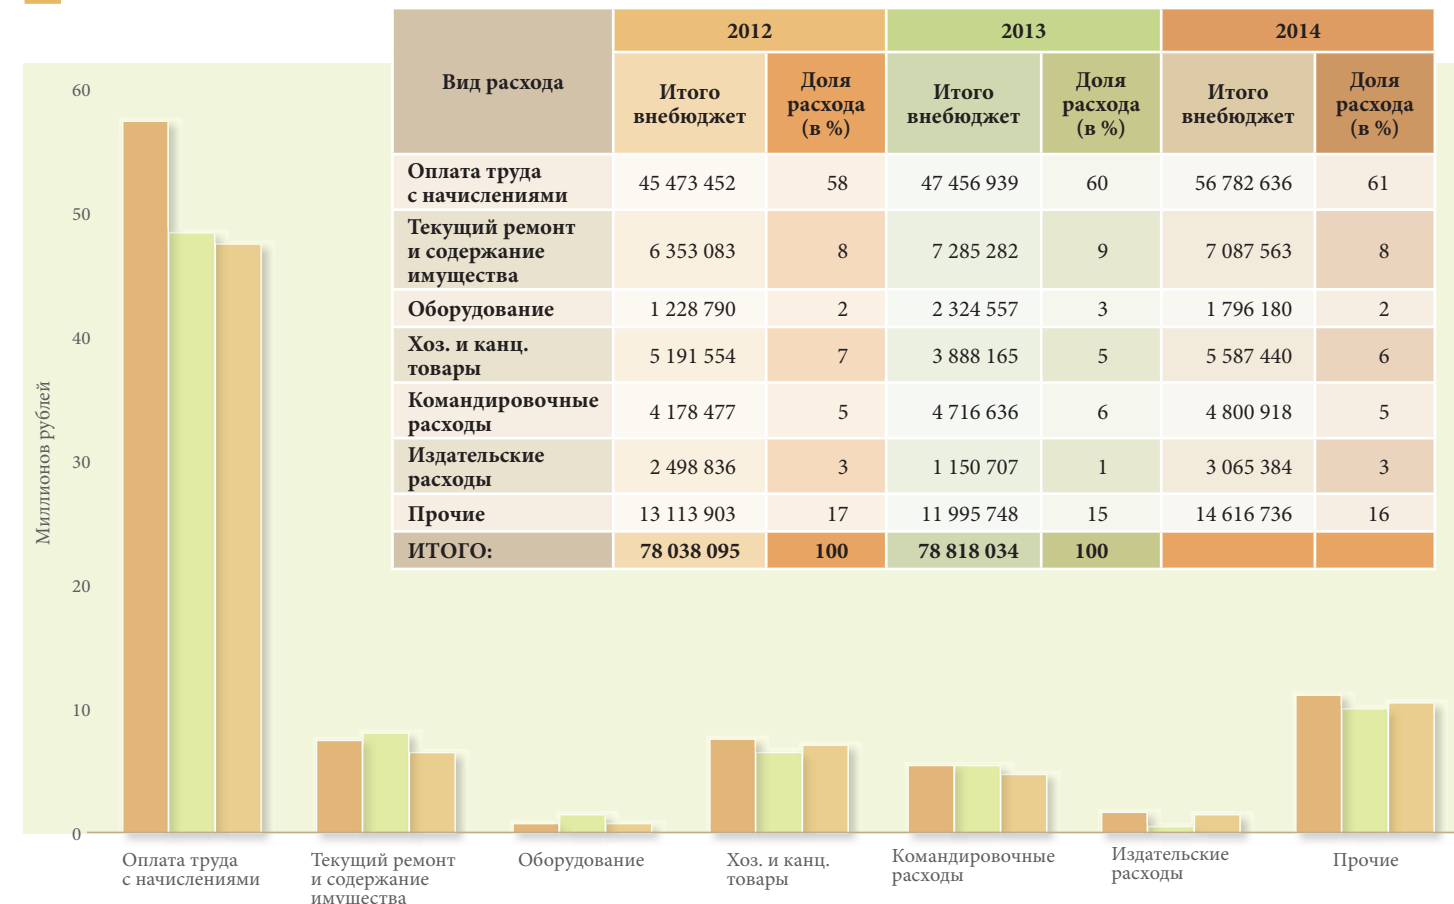 2012 2013 2014
Вид расхода
Итого
внебюджет
Доля
расхода
(в %)
Итого
внебюджет
Доля
расхода
(в %)
Итого
внебюджет
Доля
расхода
(в %)
Оплата труда
с начислениями
45 473 452 58 47 456 939 60 56 782 636 61
Текущий ремонт
и содержание
имущества
6 353 083 8 7 285 282 9 7 087 563 8
Оборудование 1 228 790 2 2 324 557 3 1 796 180 2
Хоз. и канц.
товары
5 191 554 7 3 888 165 5 5 587 440 6
Командировочные
расходы
4 178 477 5 4 716 636 6 4 800 918 5
Издательские
расходы
2 498 836 3 1 150 707 1 3 065 384 3
Прочие 13 113 903 17 11 995 748 15 14 616 736 16
ИТОГО: 78 038 095 100 78 818 034 100
Миллионов рублей
60
50
40
30
20
10
0
Оплата труда
с начислениями
Текущий ремонт
и содержание
имущества
Оборудование
Хоз. и канц.
товары
Командировочные
расходы
Издательские
расходы
Прочие